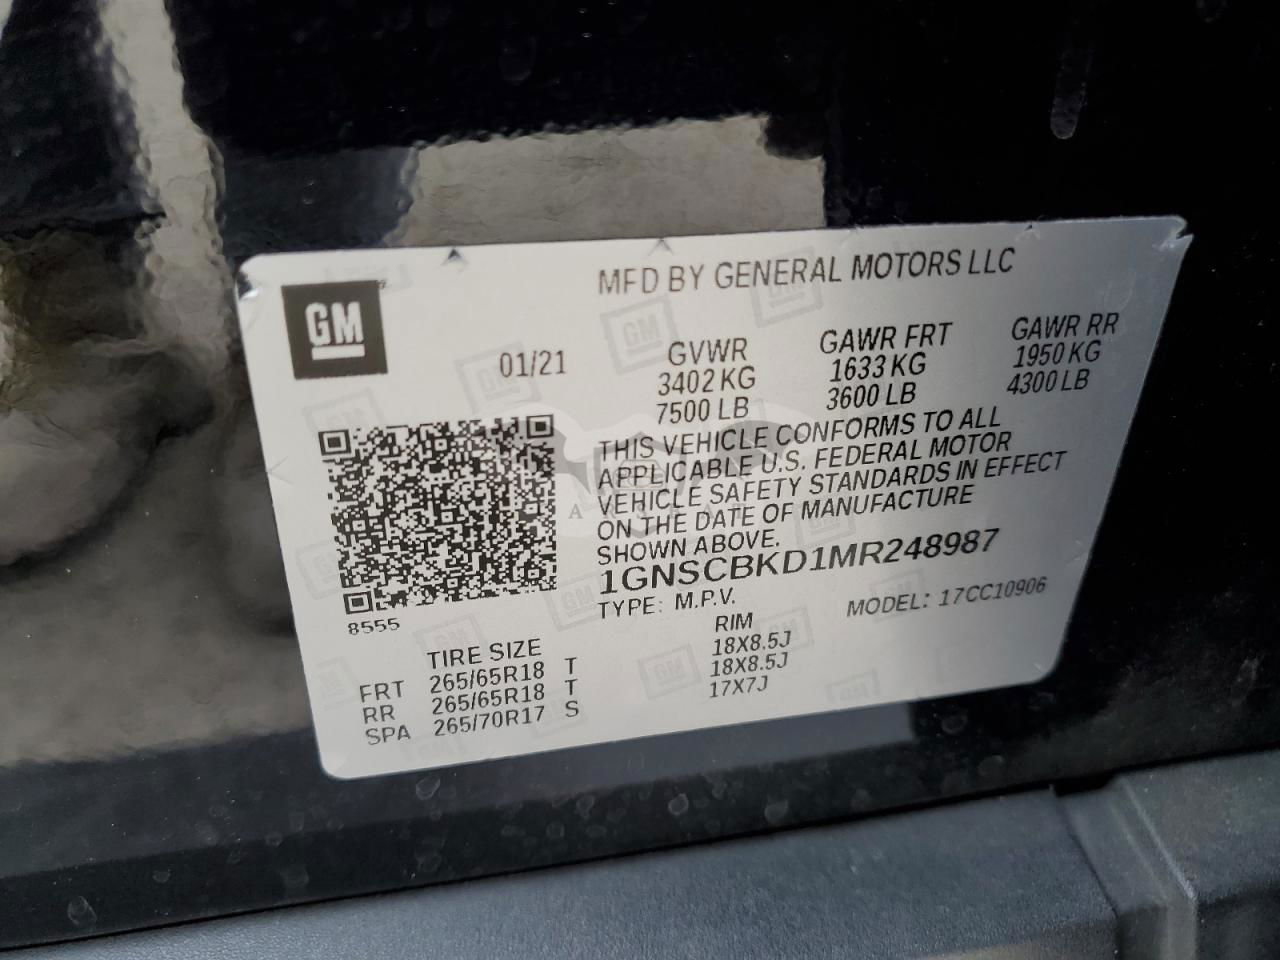 GM
MFD BY GENERAL MOTORS LLC
01/21
GVWR GAWR FRT GAWR RR
3402 KG 1633 KG 1950 KG
7500 LB 3600 LB 4300 LB
THIS VEHICLE CONFORMS TO ALL
APPLICABLE U.S. FEDERAL MOTOR
VEHICLE SAFETY STANDARDS IN EFFECT
ON THE DATE OF MANUFACTURE
SHOWN ABOVE.
1GNSCBKD1MR248987
TYPE: M.P.V. MODEL: 17CC10906
8555
TIRE SIZE RIM
FRT 265/65R18 T 18X8.5J
RR 265/65R18 T 18X8.5J
SPA 265/70R17 S 17X7J